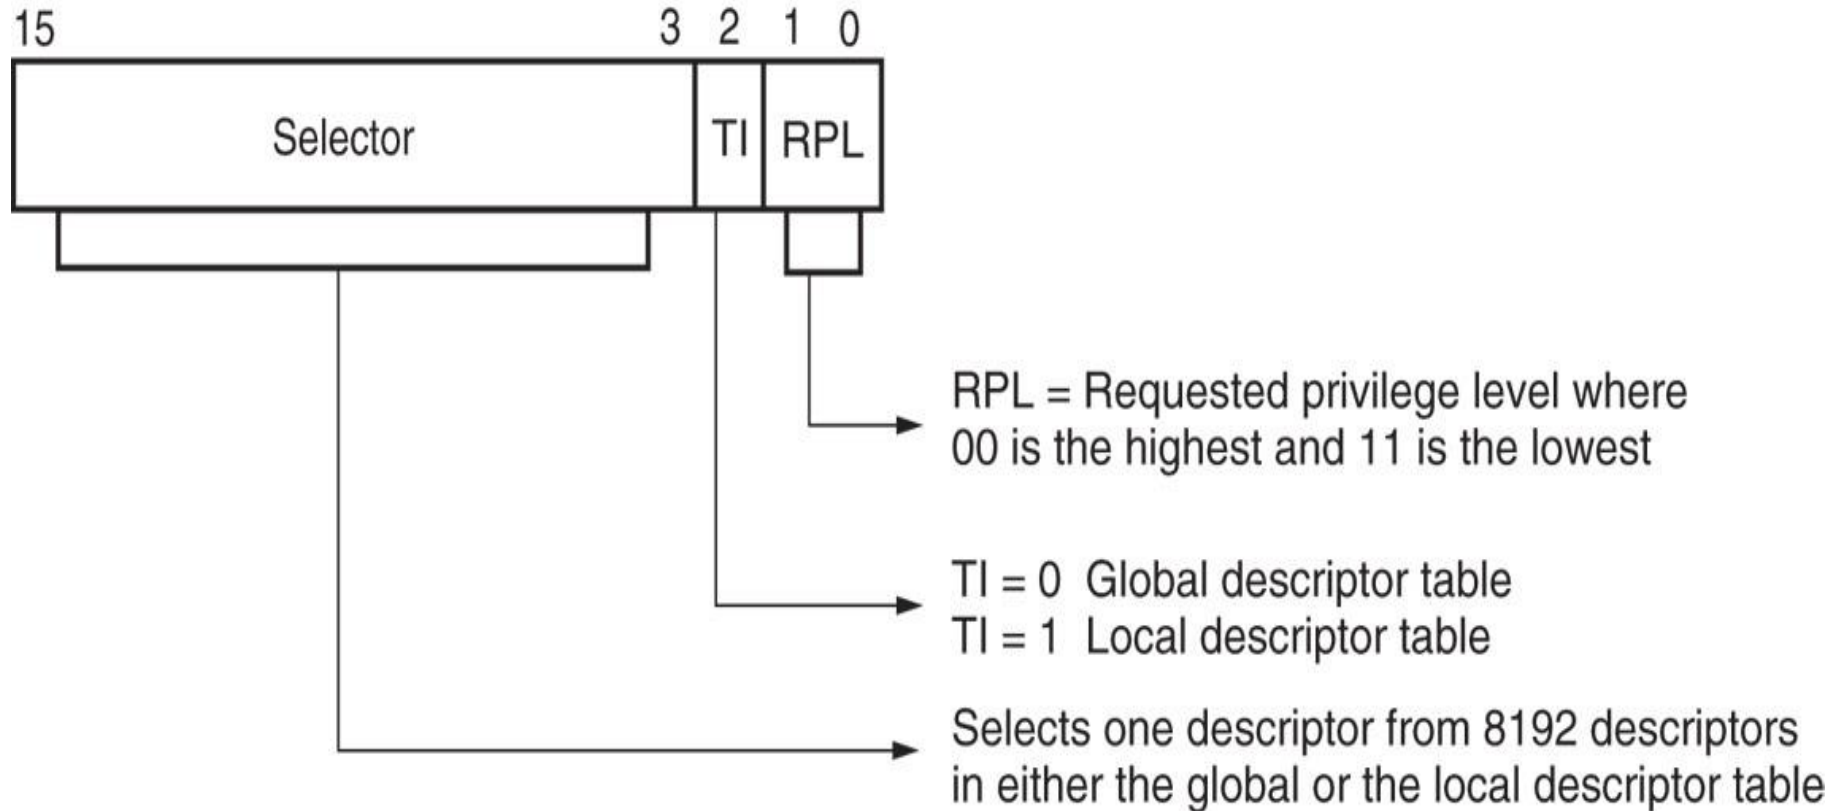 15 3 2 1 0
Selector TI RPL
RPL = Requested privilege level where
00 is the highest and 11 is the lowest
TI = 0 Global descriptor table
TI = 1 Local descriptor table
Selects one descriptor from 8192 descriptors
in either the global or the local descriptor table